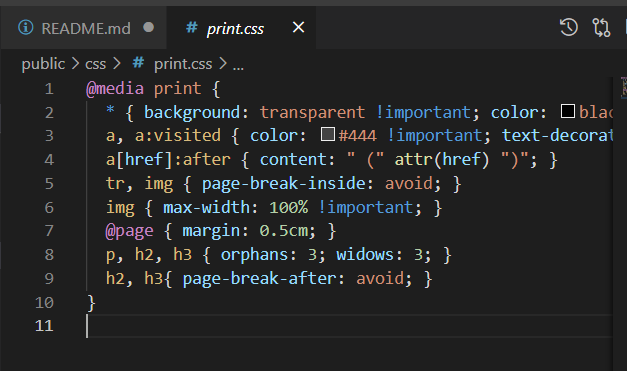 README.md
print.css
public > css > # print.css > ...
1 @media print {
2 * { background: transparent !important; color: blac
3 a, a:visited { color: #444 !important; text-decorat
4 a[href]:after { content: " (" attr(href) ")"; }
5 tr, img { page-break-inside: avoid; }
6 img { max-width: 100% !important; }
7 @page { margin: 0.5cm; }
8 p, h2, h3 { orphans: 3; widows: 3; }
9 h2, h3{ page-break-after: avoid; }
10 }
11